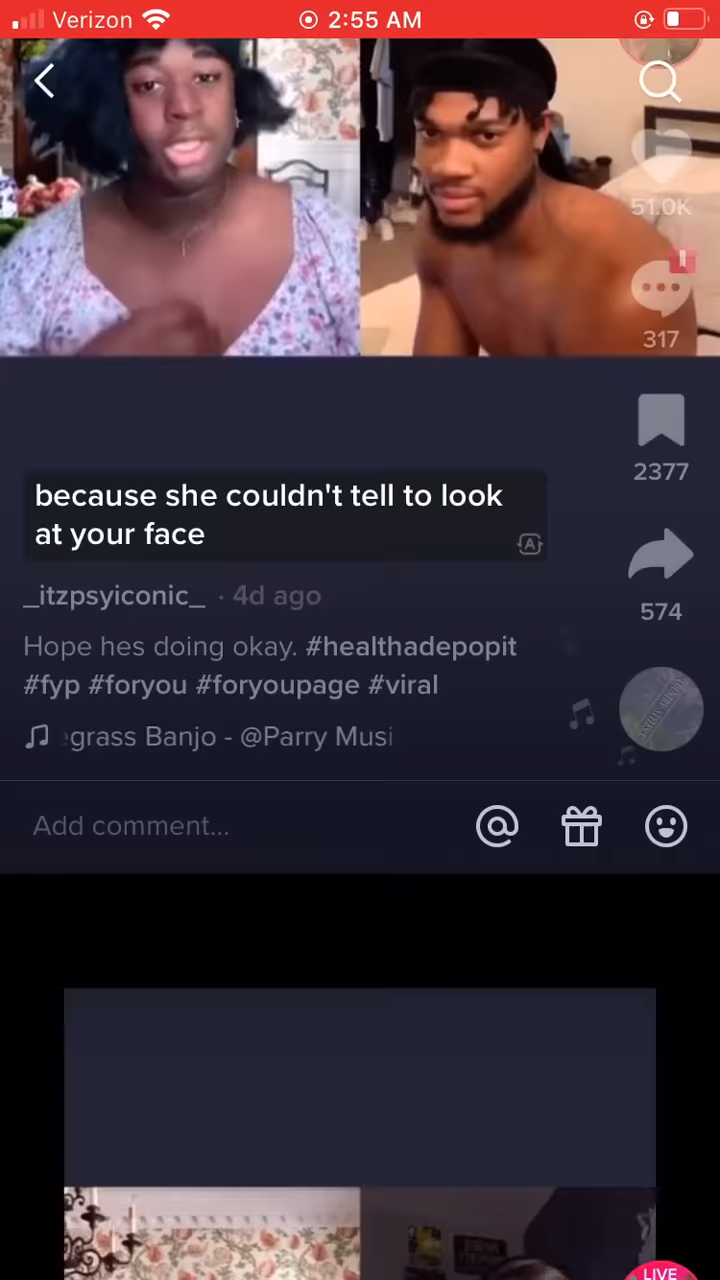 Verizon 2:55 AM
51.0K
317
2377
because she couldn't tell to look
at your face
574
_itzpsyiconic_ · 4d ago
Hope hes doing okay. #healthadepopit
#fyp #foryou #foryoupage #viral
grass Banjo - @Parry Musi
Add comment...
LIVE